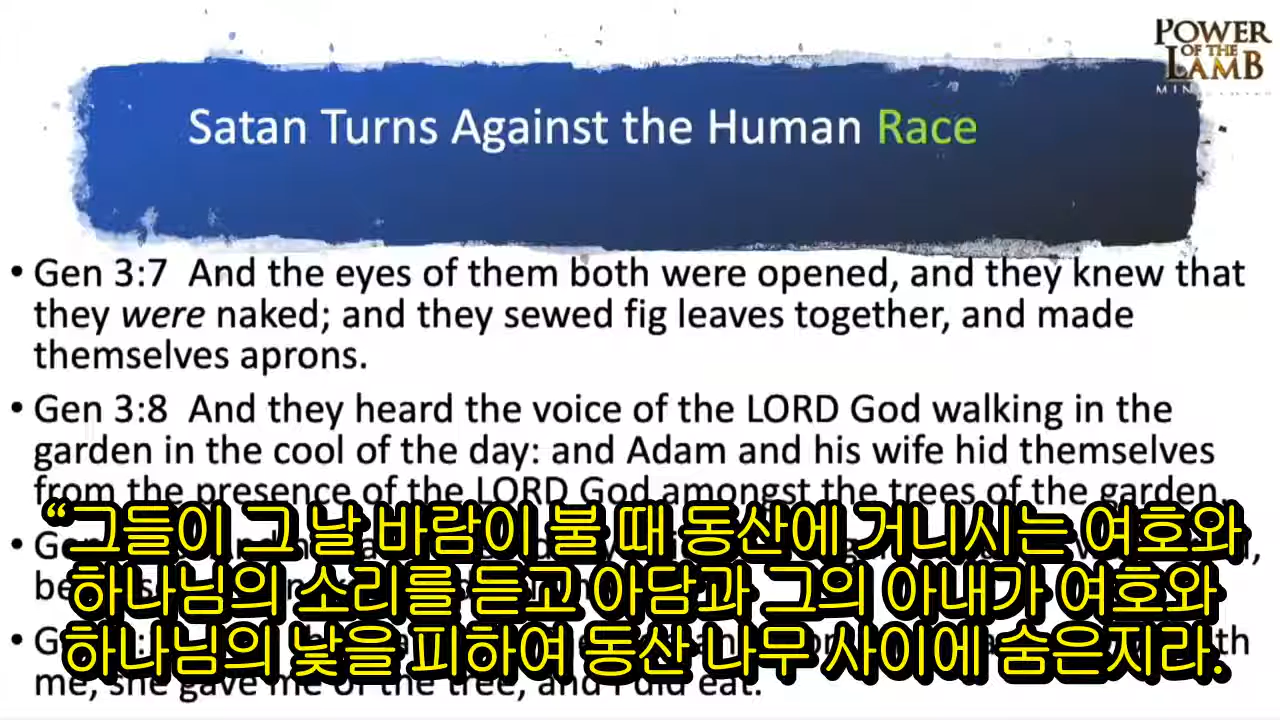 POWER
OF THE
LAMB
Satan Turns Against the Human Race
• Gen 3:7 And the eyes of them both were opened, and they knew that
they were naked; and they sewed fig leaves together, and made
themselves aprons.
• Gen 3:8 And they heard the voice of the LORD God walking in the
garden in the cool of the day: and Adam and his wife hid themselves
from the presence of the LORD God amongst the trees of the garden.
“그들이 그 날 바람이 불 때 동산에 거니시는 여호와
하나님의 소리를 듣고 아담과 그의 아내가 여호와
하나님의 낯을 피하여 동산 나무 사이에 숨은지라.
me, she gave me of the tree, and I did eat.